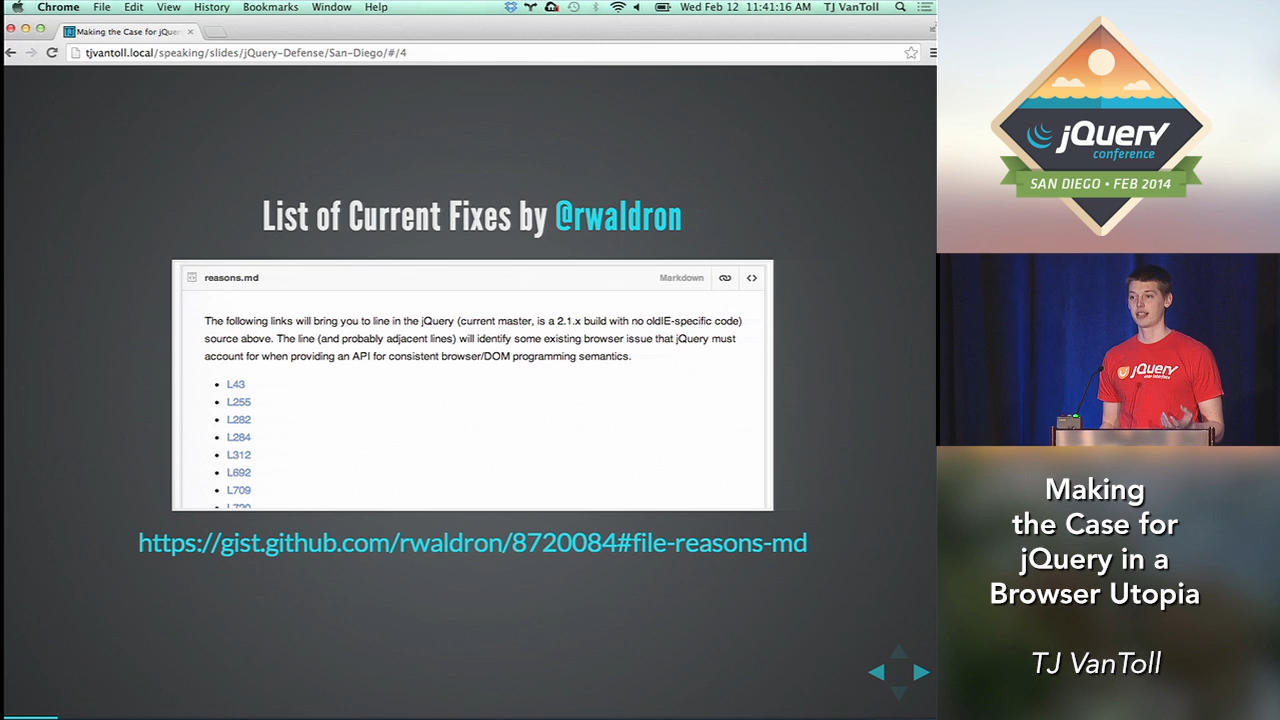 Chrome File Edit View History Bookmarks Window Help Wed Feb 12 11:41:16 AM TJ VanToll
Making the Case for jQuer
tjvantoll.local/speaking/slides/jQuery-Defense/San-Diego/#/4
List of Current Fixes by @rwaldron
reasons.md Markdown
The following links will bring you to line in the jQuery (current master, is a 2.1.x build with no oldIE-specific code)
source above. The line (and probably adjacent lines) will identify some existing browser issue that jQuery must
account for when providing an API for consistent browser/DOM programming semantics.
L43
L255
L282
L284
L312
L692
L709
L720
https://gist.github.com/rwaldron/8720084#file-reasons-md
jQuery
conference
SAN DIEGO • FEB 2014
jQuery
user interface
Making
the Case for
jQuery in a
Browser Utopia
TJ VanToll